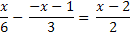 x/6 − (−x − 1)/3 = (x − 2)/2